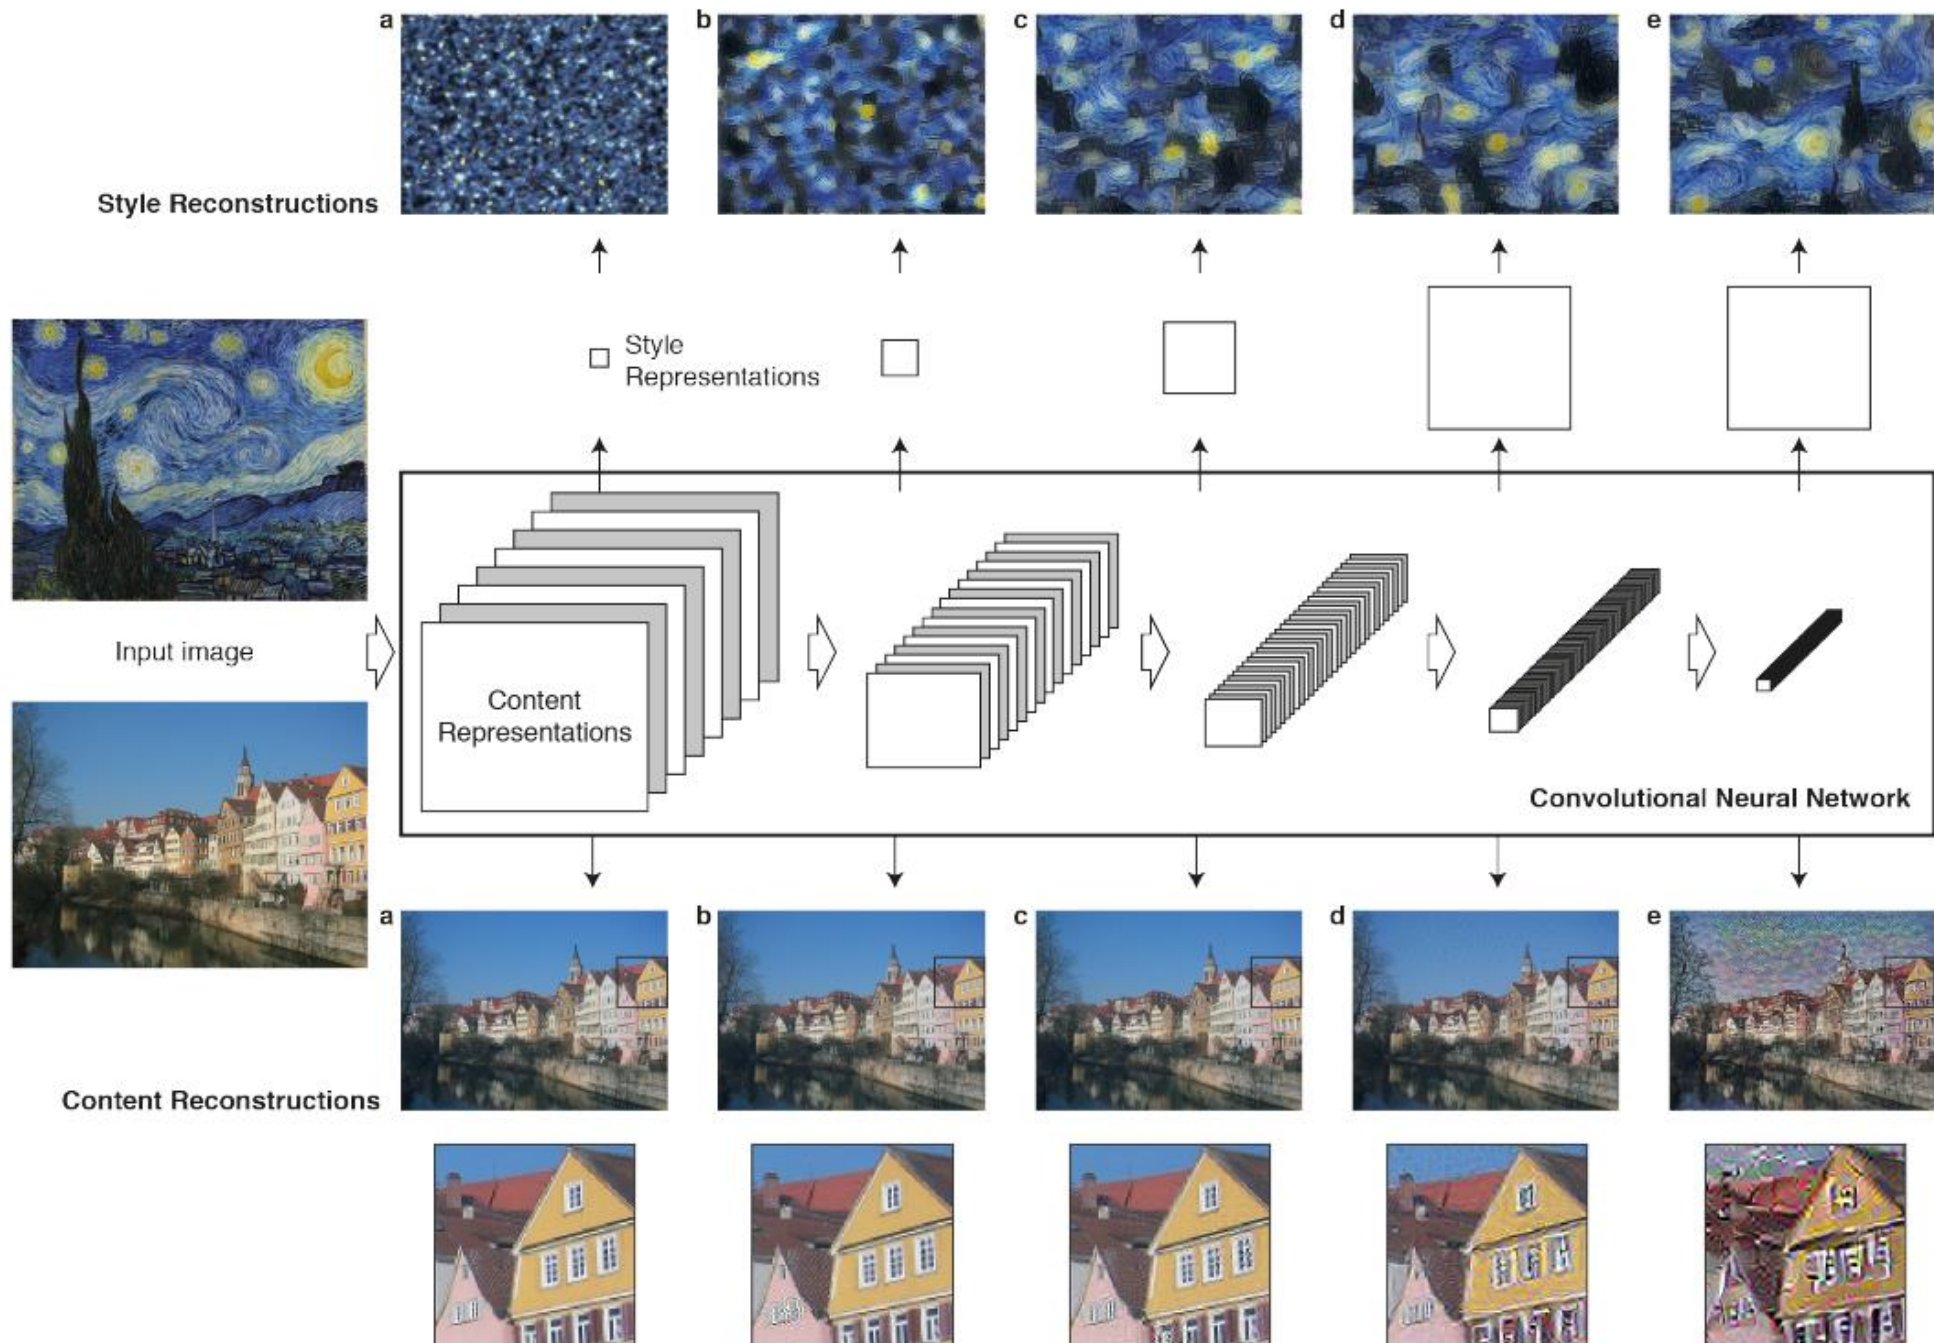 a
b
c
d
e
Style Reconstructions
Style
Representations
Input image
Content
Representations
Convolutional Neural Network
a
b
c
d
e
Content Reconstructions